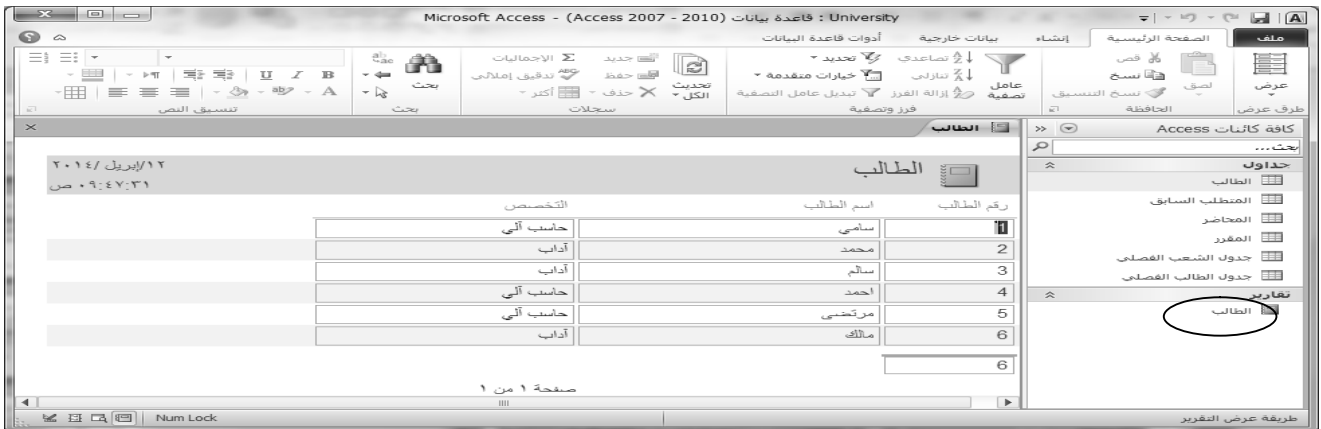 University : قاعدة بيانات (Access 2007 - 2010) - Microsoft Access
ملف الصفحة الرئيسية إنشاء بيانات خارجية أدوات قاعدة البيانات
عرض
طرق عرض
لصق
قص
نسخ
نسخ التنسيق
الحافظة
عامل تصفية
تصاعدي
تنازلي
إزالة الفرز
تحديد
خيارات متقدمة
تبديل عامل التصفية
فرز وتصفية
تحديث الكل
جديد
حفظ
حذف
الإجماليات
تدقيق إملائي
أكثر
سجلات
بحث
بحث
B I U
A
تنسيق النص
كافة كائنات Access
بحث...
جداول
الطالب
المتطلب السابق
المحاضر
المقرر
جدول الشعب الفصلي
جدول الطالب الفصلي
تقارير
الطالب
الطالب
الطالب
١٢/إبريل/٢٠١٤
٠٩:٤٧:٣١ ص
رقم الطالب اسم الطالب التخصص
1 سامي حاسب آلي
2 محمد آداب
3 سالم آداب
4 احمد حاسب آلي
5 مرتضى حاسب آلي
6 مالك آداب
6
صفحة ١ من ١
طريقة عرض التقرير
Num Lock